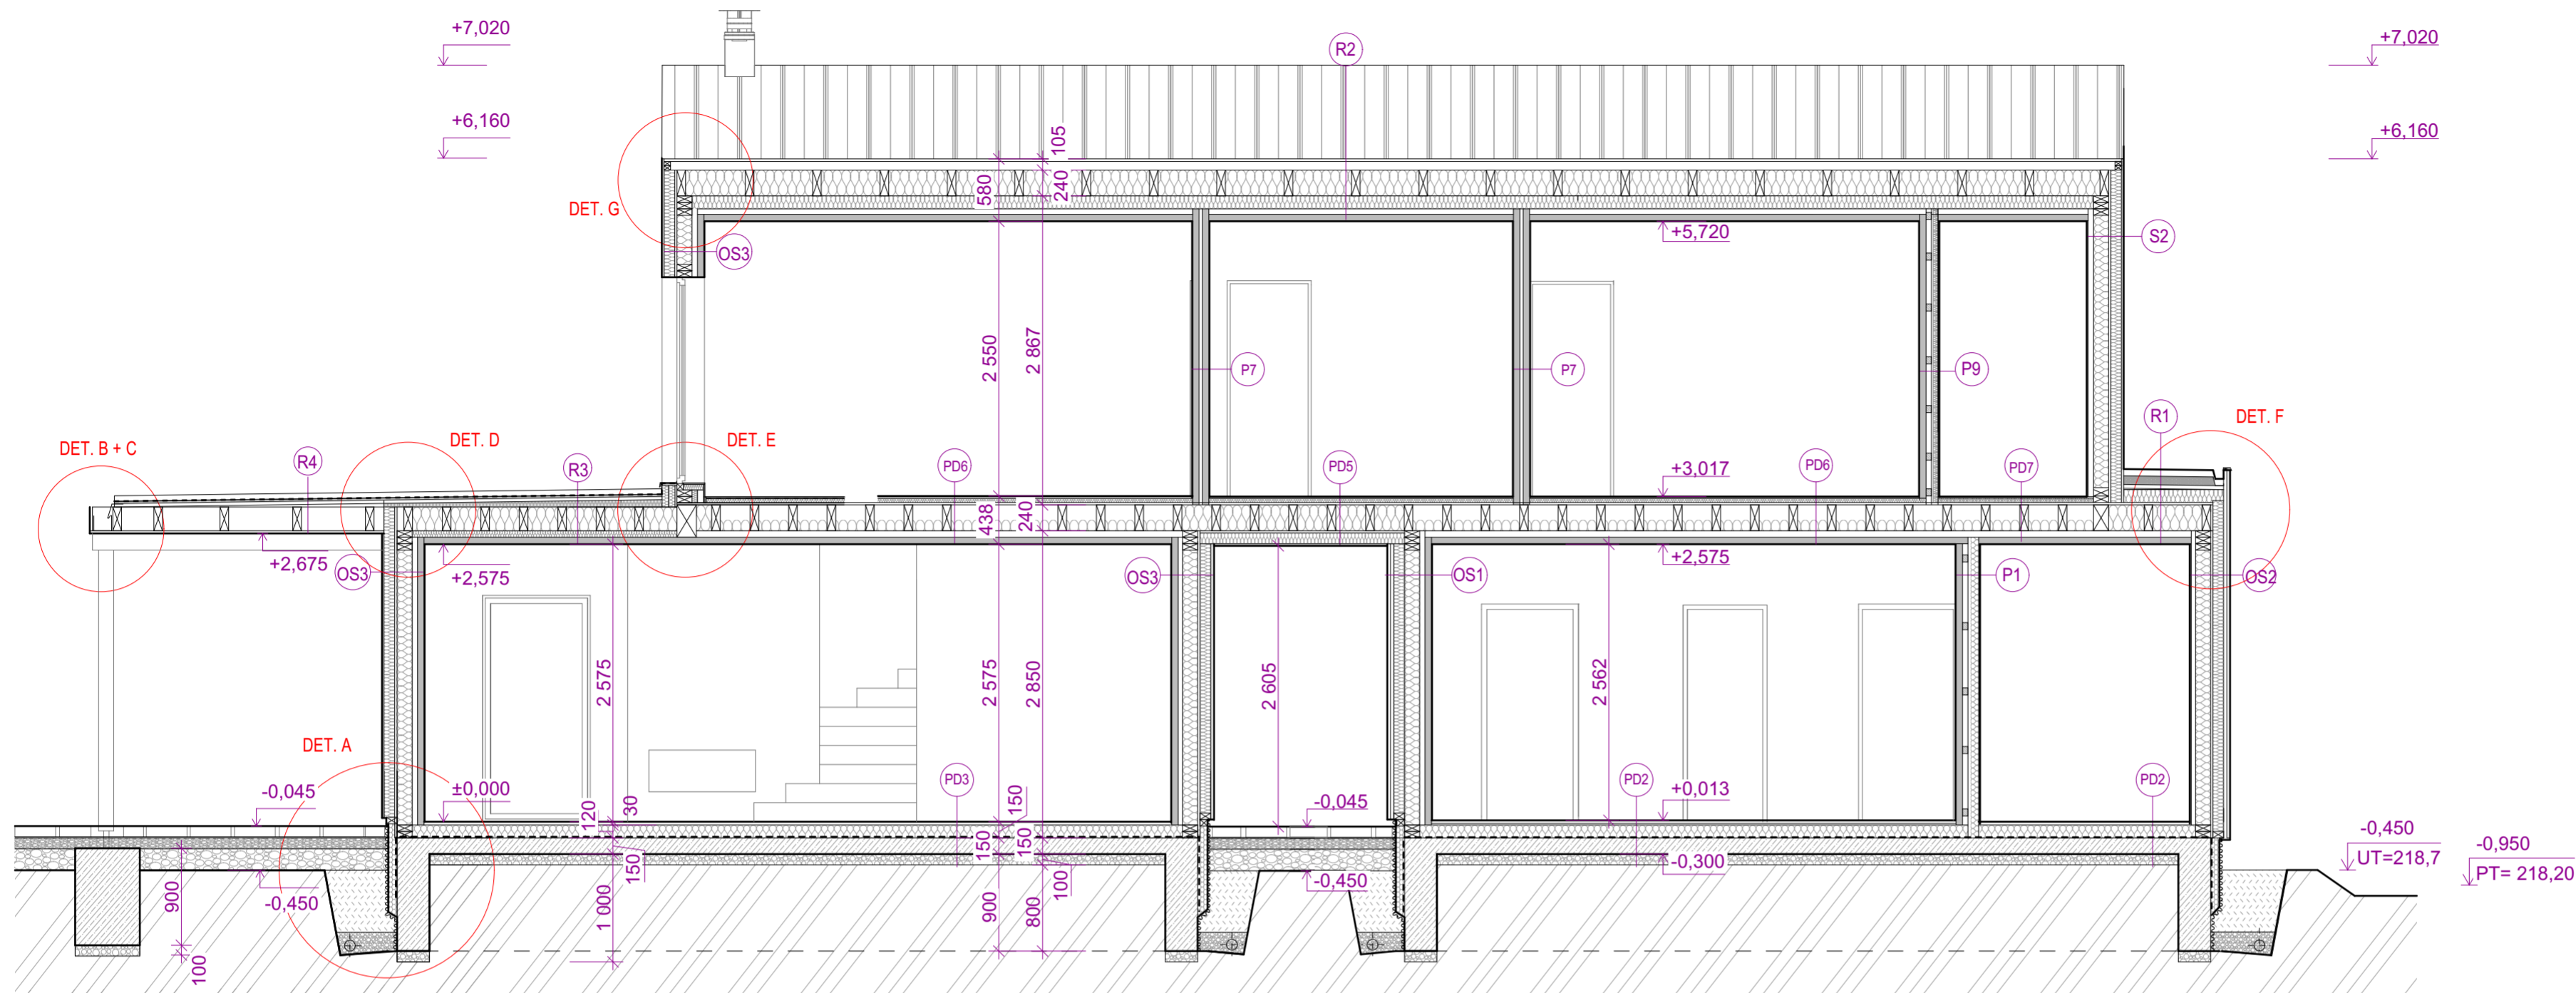 +7,020
+7,020
R2
+6,160
+6,160
105
580
240
DET. G
OS3
+5,720
S2
2 550
2 867
P7
P7
P9
R1
DET. F
DET. B + C
DET. D
DET. E
R4
R3
PD6
PD5
PD6
PD7
+3,017
438
240
+2,675
OS3
+2,575
OS3
OS1
+2,575
P1
OS2
2 575
2 575
2 850
2 605
2 562
DET. A
-0,045
±0,000
PD3
PD2
PD2
120
30
150
-0,045
+0,013
150
150
150
-0,300
-0,450
UT=218,7
-0,950
PT= 218,20
900
-0,450
1 000
900
800
100
-0,450
100